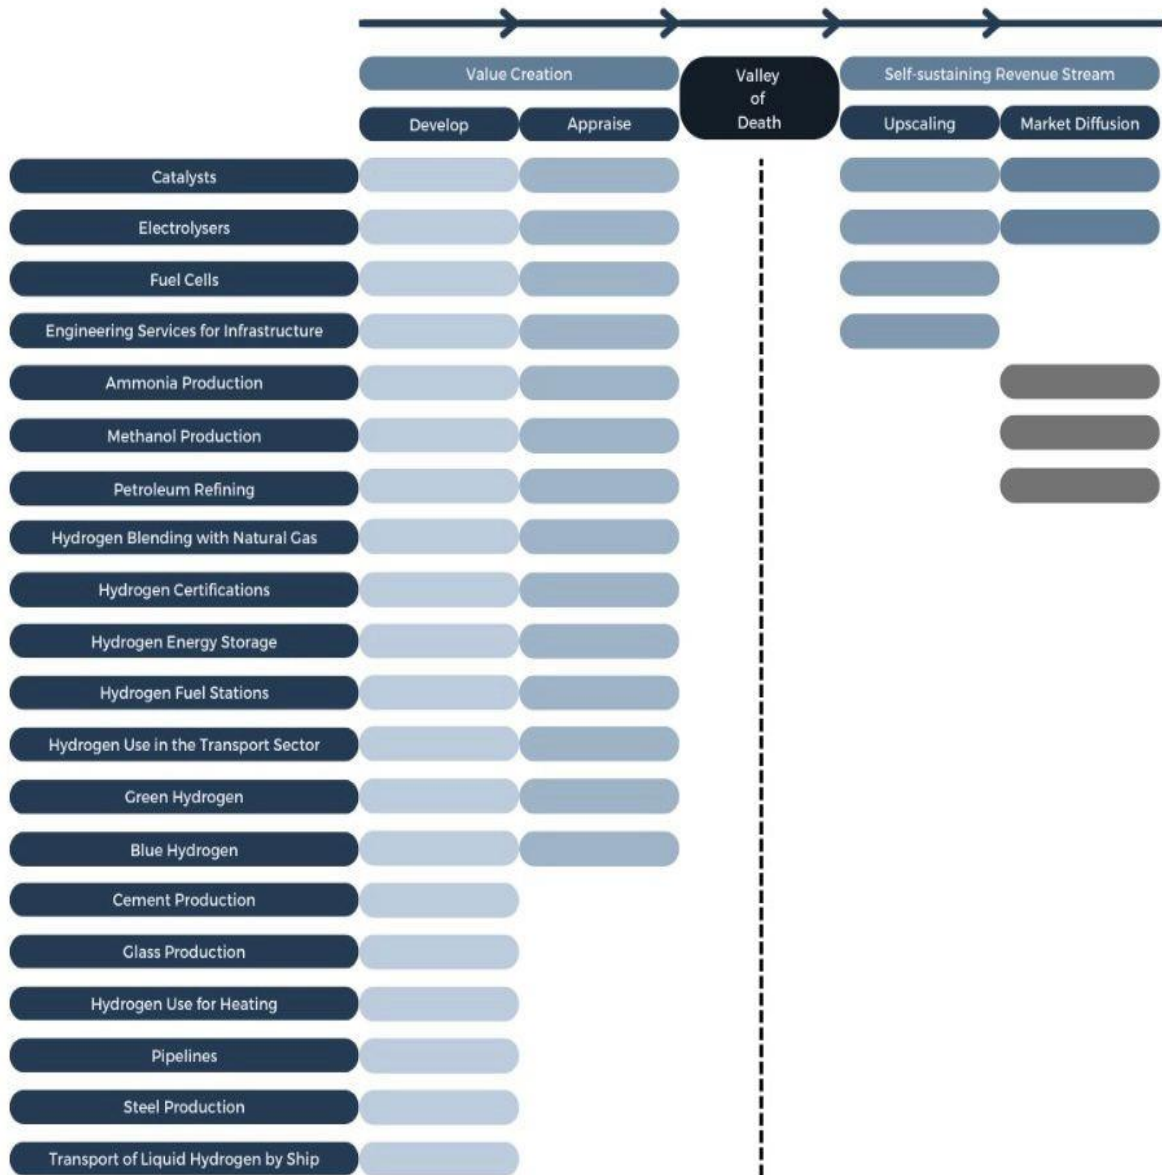 Value Creation
Valley
of
Death
Self-sustaining Revenue Stream
Develop
Appraise
Upscaling
Market Diffusion
Catalysts
Electrolysers
Fuel Cells
Engineering Services for Infrastructure
Ammonia Production
Methanol Production
Petroleum Refining
Hydrogen Blending with Natural Gas
Hydrogen Certifications
Hydrogen Energy Storage
Hydrogen Fuel Stations
Hydrogen Use in the Transport Sector
Green Hydrogen
Blue Hydrogen
Cement Production
Glass Production
Hydrogen Use for Heating
Pipelines
Steel Production
Transport of Liquid Hydrogen by Ship